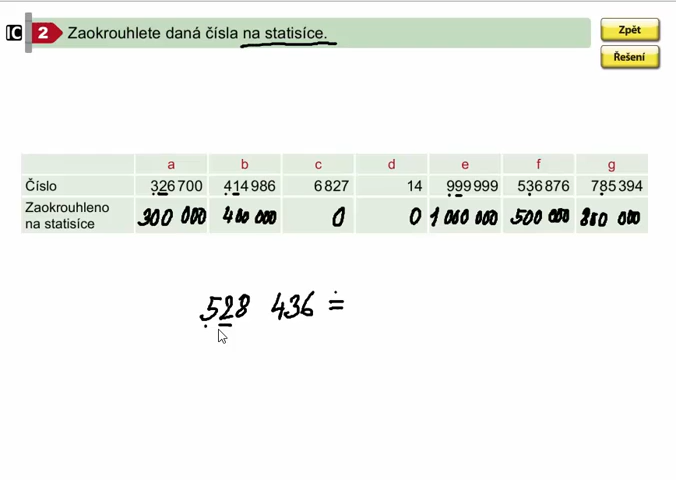 2 Zaokrouhlete daná čísla na statisíce.
Zpět
Řešení
a b c d e f g
Číslo 326 700 414 986 6 827 14 999 999 536 876 785 394
Zaokrouhleno na statisíce 300 000 400 000 0 0 1 000 000 500 000 800 000
528 436 ≐